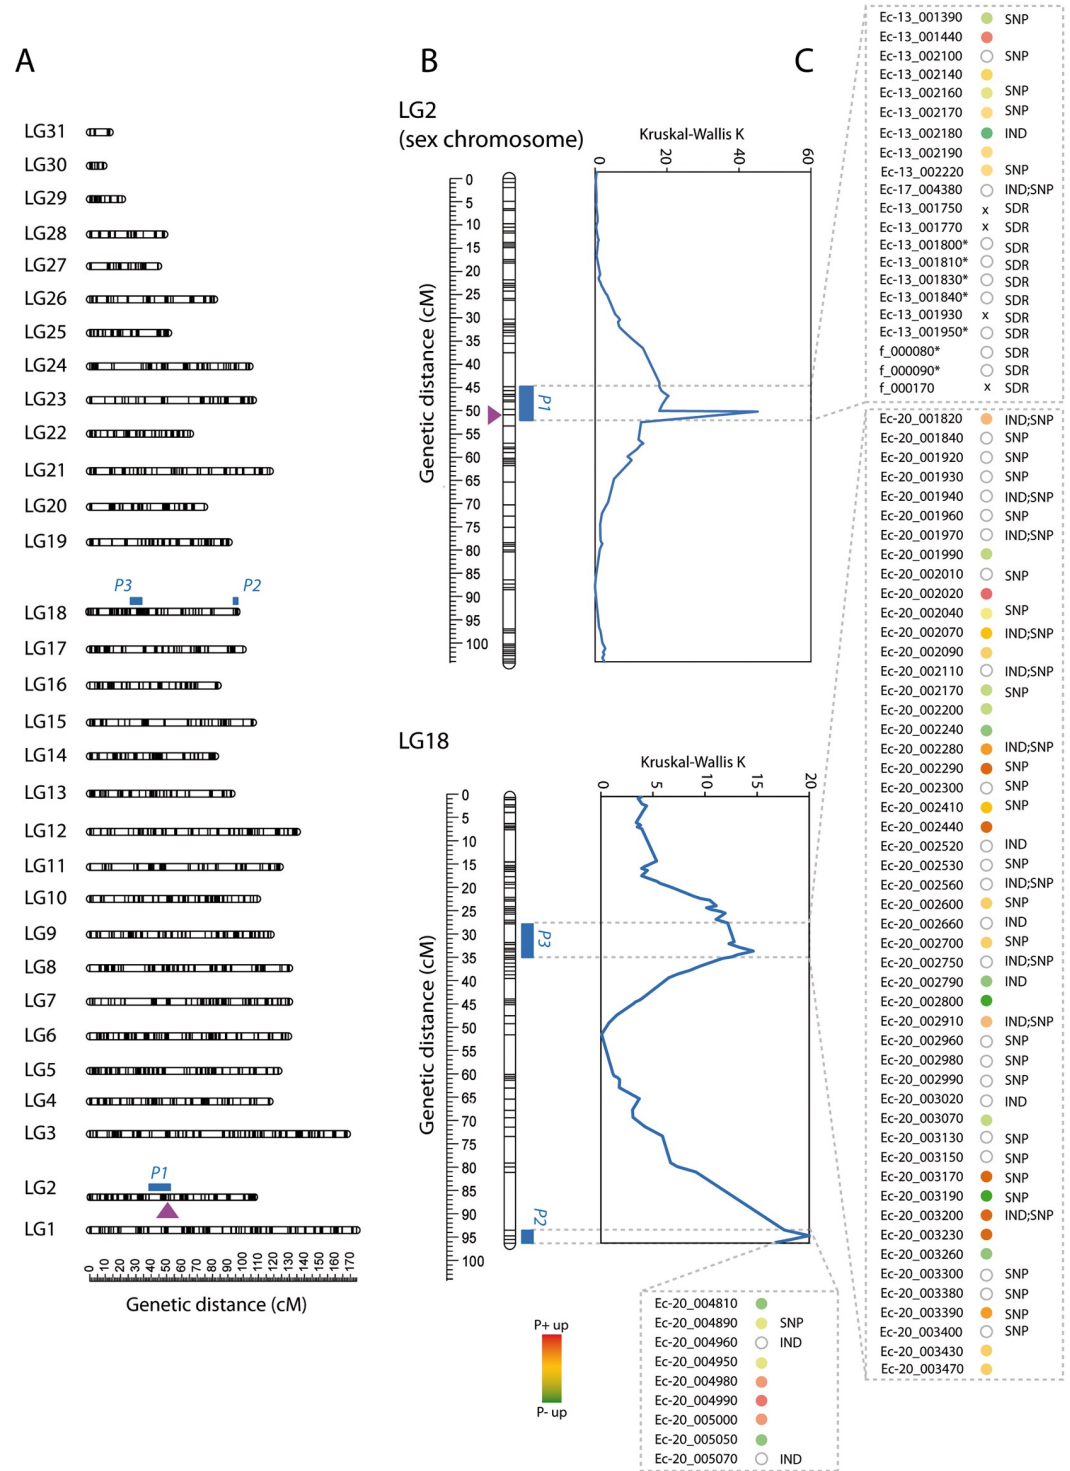 A
LG31
LG30
LG29
LG28
LG27
LG26
LG25
LG24
LG23
LG22
LG21
LG20
LG19
P3 P2
LG18
LG17
LG16
LG15
LG14
LG13
LG12
LG11
LG10
LG9
LG8
LG7
LG6
LG5
LG4
LG3
P1
LG2
LG1
0 10 20 30 40 50 60 70 80 90 100 110 120 130 140 150 160 170
Genetic distance (cM)
B
LG2
(sex chromosome)
Kruskal-Wallis K
0 20 40 60
Genetic distance (cM)
0
5
10
15
20
25
30
35
40
45
50
55
60
65
70
75
80
85
90
95
100
P1
LG18
Kruskal-Wallis K
0 5 10 15 20
Genetic distance (cM)
0
5
10
15
20
25
30
35
40
45
50
55
60
65
70
75
80
85
90
95
100
P3
P2
P+ up
P- up
Ec-20_004810
Ec-20_004890 SNP
Ec-20_004960 IND
Ec-20_004950
Ec-20_004980
Ec-20_004990
Ec-20_005000
Ec-20_005050
Ec-20_005070 IND
C
Ec-13_001390 SNP
Ec-13_001440
Ec-13_002100 SNP
Ec-13_002140
Ec-13_002160 SNP
Ec-13_002170 SNP
Ec-13_002180 IND
Ec-13_002190
Ec-13_002220 SNP
Ec-17_004380 IND;SNP
Ec-13_001750 x SDR
Ec-13_001770 x SDR
Ec-13_001800* SDR
Ec-13_001810* SDR
Ec-13_001830* SDR
Ec-13_001840* SDR
Ec-13_001930 x SDR
Ec-13_001950* SDR
f_000080* SDR
f_000090* SDR
f_000170 x SDR
Ec-20_001820 IND;SNP
Ec-20_001840 SNP
Ec-20_001920 SNP
Ec-20_001930 SNP
Ec-20_001940 IND;SNP
Ec-20_001960 SNP
Ec-20_001970 IND;SNP
Ec-20_001990
Ec-20_002010 SNP
Ec-20_002020
Ec-20_002040 SNP
Ec-20_002070 IND;SNP
Ec-20_002090
Ec-20_002110 IND;SNP
Ec-20_002170 SNP
Ec-20_002200
Ec-20_002240
Ec-20_002280 IND;SNP
Ec-20_002290 SNP
Ec-20_002300 SNP
Ec-20_002410 SNP
Ec-20_002440
Ec-20_002520 IND
Ec-20_002530 SNP
Ec-20_002560 IND;SNP
Ec-20_002600 SNP
Ec-20_002660 IND
Ec-20_002700 SNP
Ec-20_002750 IND;SNP
Ec-20_002790 IND
Ec-20_002800
Ec-20_002910 IND;SNP
Ec-20_002960 SNP
Ec-20_002980 SNP
Ec-20_002990 SNP
Ec-20_003020 IND
Ec-20_003070
Ec-20_003130 SNP
Ec-20_003150 SNP
Ec-20_003170 SNP
Ec-20_003190 SNP
Ec-20_003200 IND;SNP
Ec-20_003230
Ec-20_003260
Ec-20_003300 SNP
Ec-20_003380 SNP
Ec-20_003390 SNP
Ec-20_003400 SNP
Ec-20_003430
Ec-20_003470